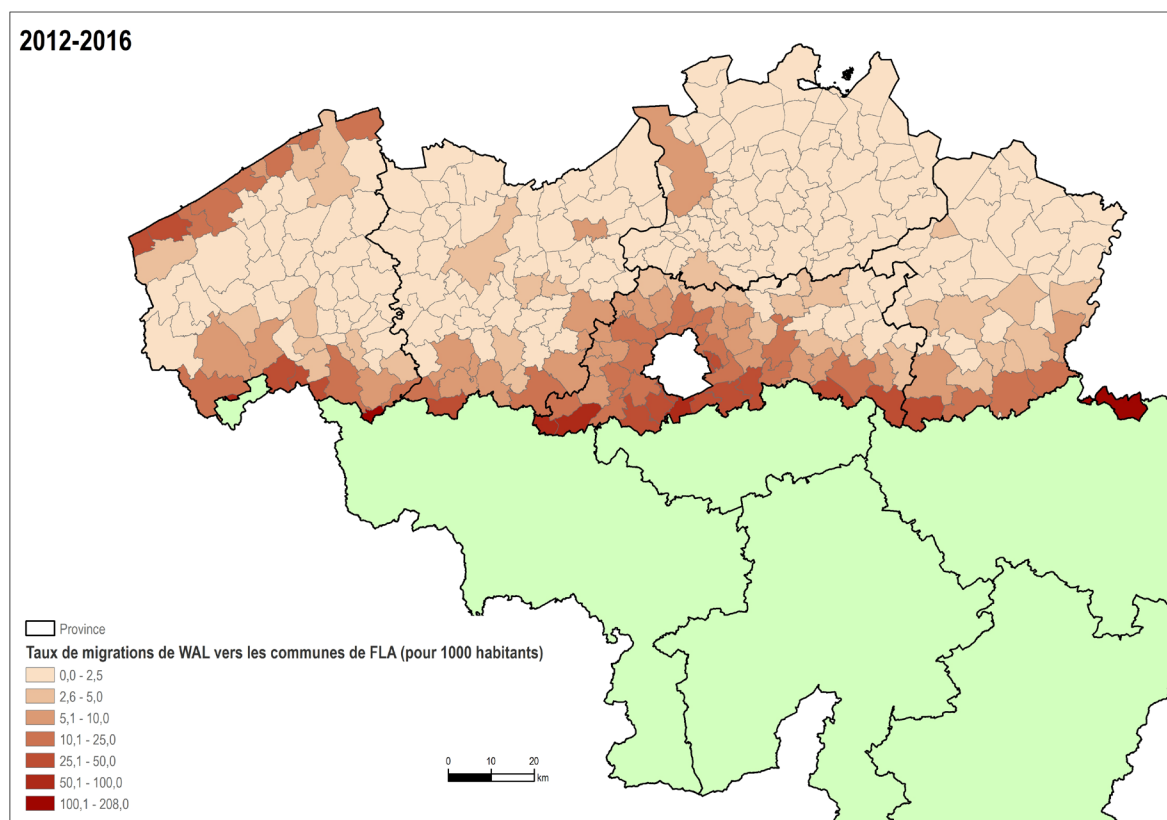 2012-2016
Province
Taux de migrations de WAL vers les communes de FLA (pour 1000 habitants)
0,0 - 2,5
2,6 - 5,0
5,1 - 10,0
10,1 - 25,0
25,1 - 50,0
50,1 - 100,0
100,1 - 208,0
0 10 20
km